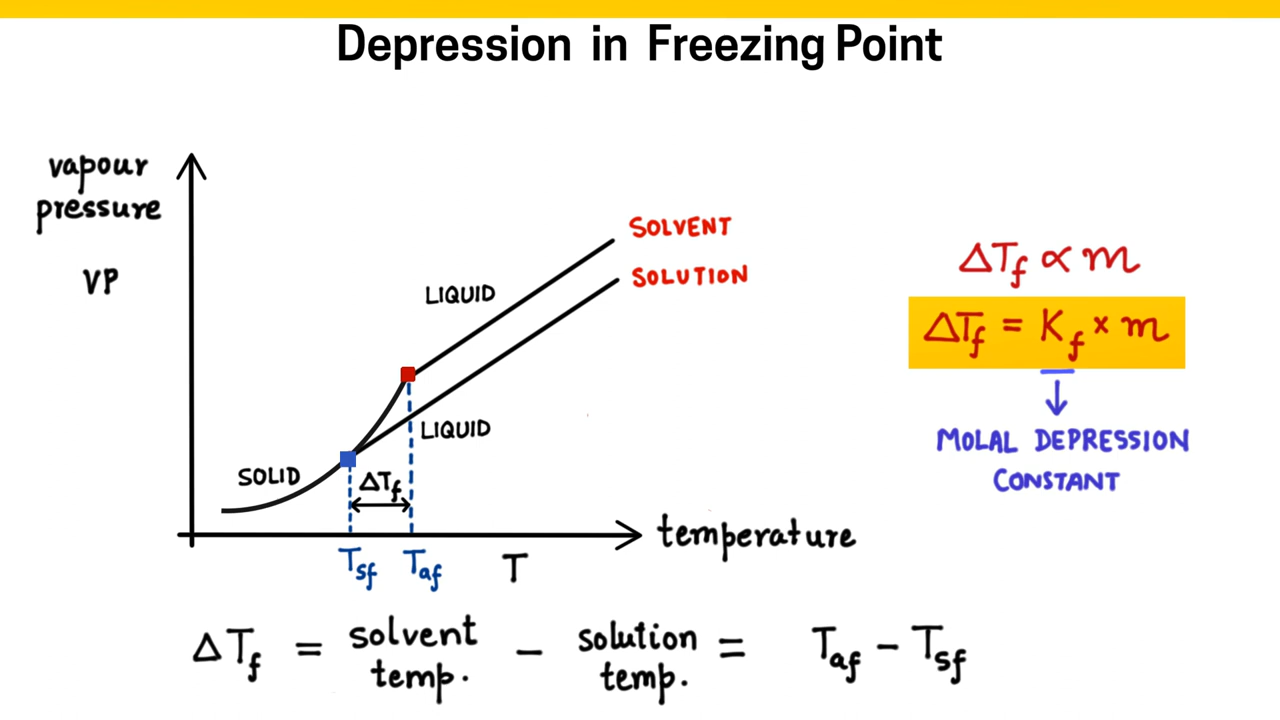 Depression in Freezing Point
vapour
pressure
VP
SOLVENT
SOLUTION
LIQUID
LIQUID
SOLID
ΔTf
temperature
Tsf Taf T
ΔTf ∝ m
ΔTf = Kf × m
MOLAL DEPRESSION
CONSTANT
ΔTf = solvent temp. − solution temp. = Taf − Tsf